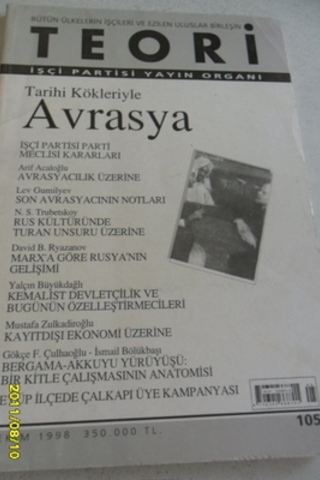 BÜTÜN ÜLKELERİN İŞÇİLERİ VE EZİLEN ULUSLAR BİRLEŞİN
TEORİ
İŞÇİ PARTİSİ YAYIN ORGANI
Tarihi Kökleriyle
Avrasya
İŞÇİ PARTİSİ PARTİ
MECLİSİ KARARLARI
Arif Acaloğlu
AVRASYACILIK ÜZERİNE
Lev Gumilyev
SON AVRASYACININ NOTLARI
N. S. Trubetskoy
RUS KÜLTÜRÜNDE
TURAN UNSURU ÜZERİNE
David B. Ryazanov
MARX'A GÖRE RUSYA'NIN
GELİŞİMİ
Yalçın Büyükdağlı
KEMALİST DEVLETÇİLİK VE
BUGÜNÜN ÖZELLEŞTİRMECİLERİ
Mustafa Zulkadiroğlu
KAYITDIŞI EKONOMİ ÜZERİNE
Gökçe F. Çulhaoğlu - İsmail Bölükbaşı
BERGAMA-AKKUYU YÜRÜYÜŞÜ:
BİR KİTLE ÇALIŞMASININ ANATOMİSİ
İLÇEDE ÇALKAPI ÜYE KAMPANYASI
1998 350.000 TL.
105
2011/08/10